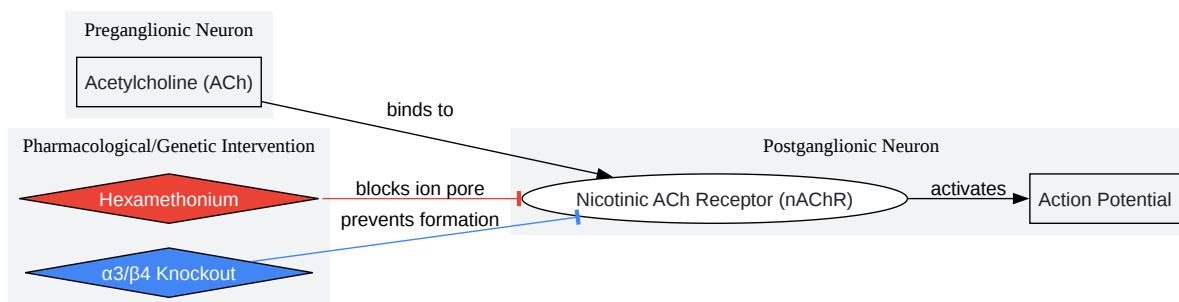 Preganglionic Neuron
Acetylcholine (ACh)
binds to
Pharmacological/Genetic Intervention
Postganglionic Neuron
Hexamethonium
blocks ion pore
Nicotinic ACh Receptor (nAChR)
activates
Action Potential
prevents formation
α3/β4 Knockout